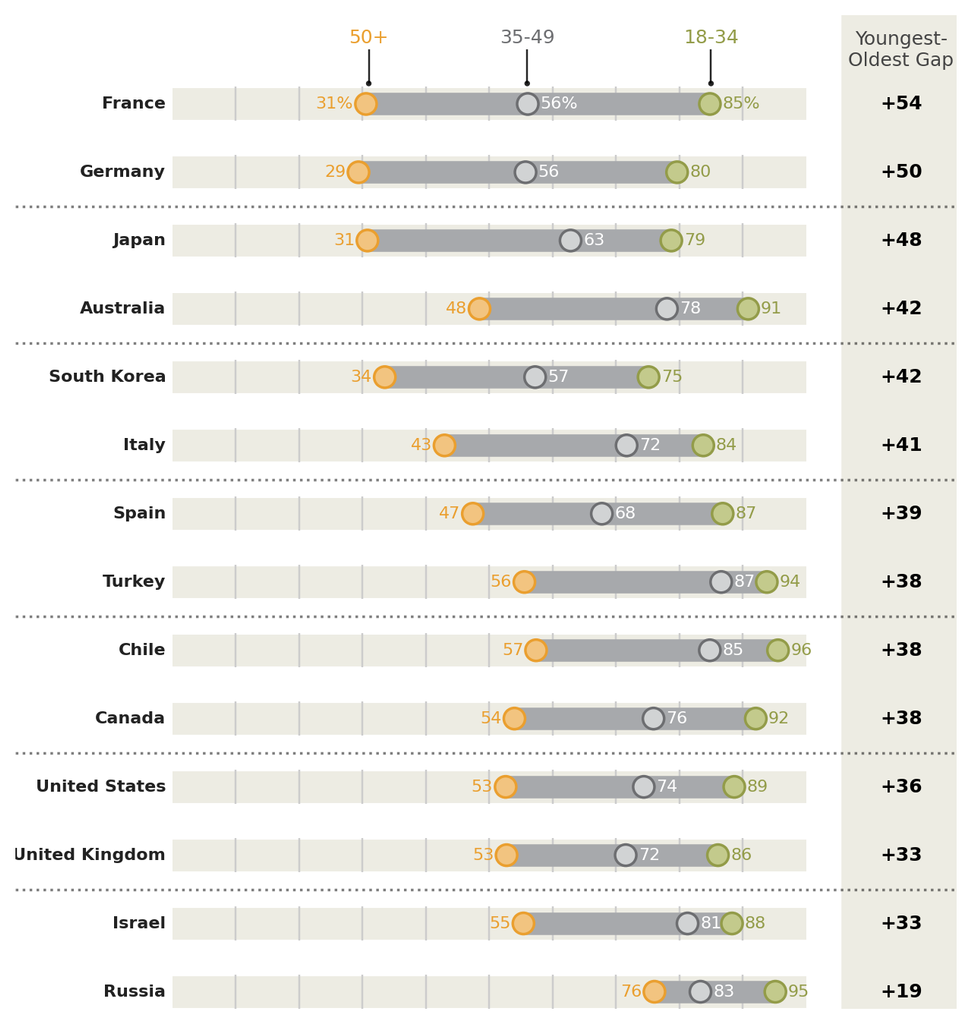 50+ 35-49 18-34 Youngest-
Oldest Gap
France 31% 56% 85% +54
Germany 29 56 80 +50
Japan 31 63 79 +48
Australia 48 78 91 +42
South Korea 34 57 75 +42
Italy 43 72 84 +41
Spain 47 68 87 +39
Turkey 56 87 94 +38
Chile 57 85 96 +38
Canada 54 76 92 +38
United States 53 74 89 +36
United Kingdom 53 72 86 +33
Israel 55 81 88 +33
Russia 76 83 95 +19